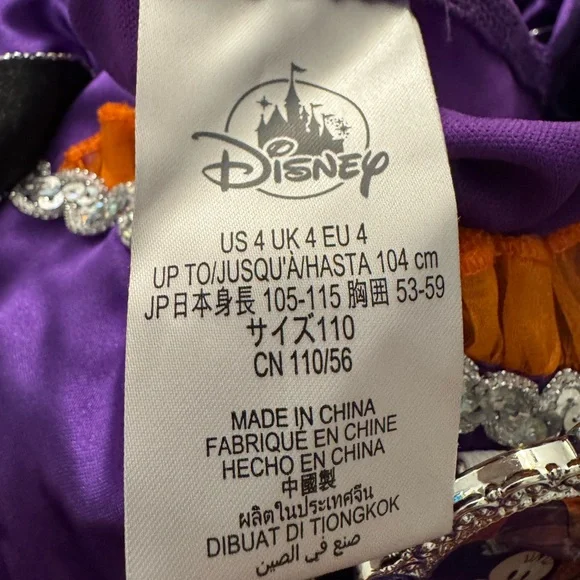 Disney
US 4 UK 4 EU 4
UP TO/JUSQU'À/HASTA 104 cm
JP日本身長 105-115 胸囲 53-59
サイズ110
CN 110/56
MADE IN CHINA
FABRIQUÉ EN CHINE
HECHO EN CHINA
中國製
ผลิตในประเทศจีน
DIBUAT DI TIONGKOK
صنع في الصين